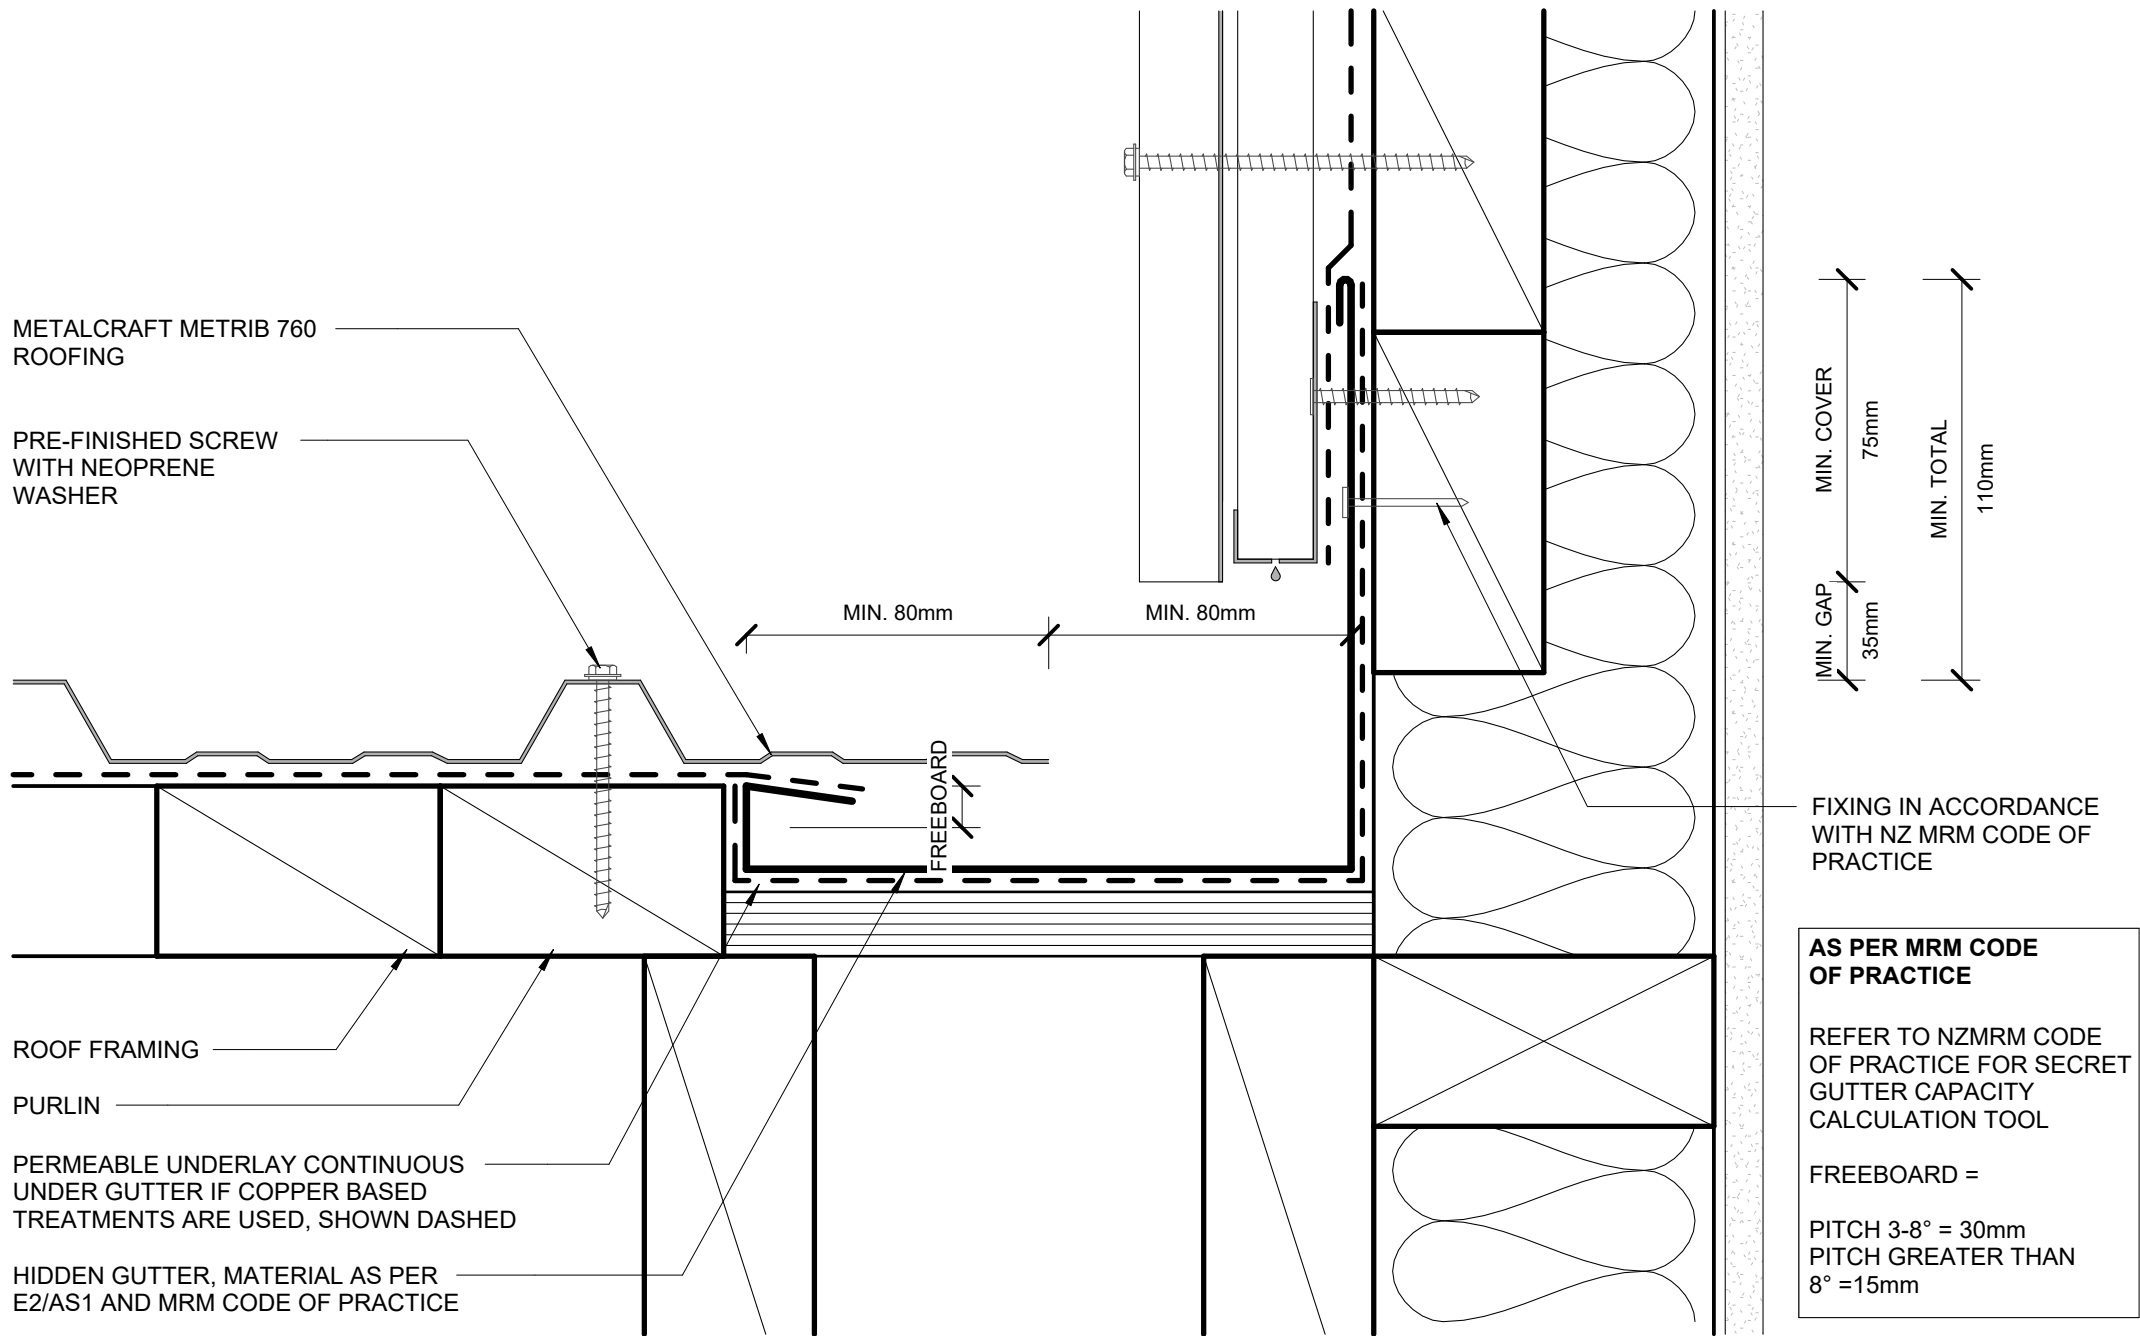 METALCRAFT METRIB 760
ROOFING
PRE-FINISHED SCREW
WITH NEOPRENE
WASHER
MIN. 80mm
MIN. 80mm
FREEBOARD
MIN. COVER
75mm
MIN. GAP
35mm
MIN. TOTAL
110mm
ROOF FRAMING
PURLIN
PERMEABLE UNDERLAY CONTINUOUS
UNDER GUTTER IF COPPER BASED
TREATMENTS ARE USED, SHOWN DASHED
HIDDEN GUTTER, MATERIAL AS PER
E2/AS1 AND MRM CODE OF PRACTICE
FIXING IN ACCORDANCE
WITH NZ MRM CODE OF
PRACTICE
AS PER MRM CODE
OF PRACTICE
REFER TO NZMRM CODE
OF PRACTICE FOR SECRET
GUTTER CAPACITY
CALCULATION TOOL
FREEBOARD =
PITCH 3-8° = 30mm
PITCH GREATER THAN
8° =15mm